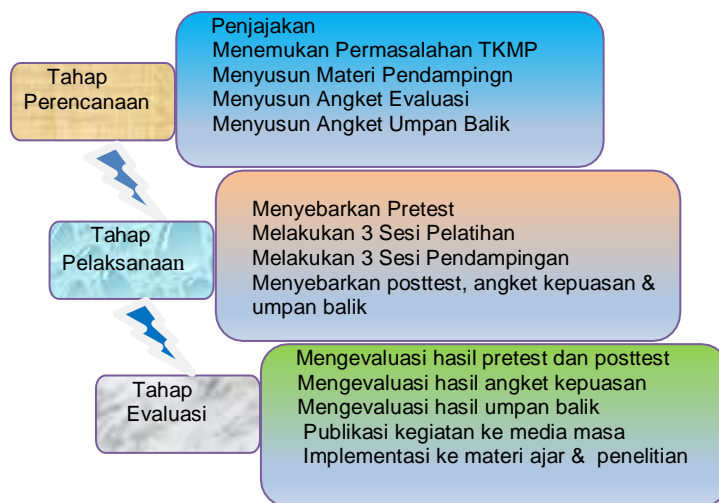 Tahap
Perencanaan
Penjajakan
Menemukan Permasalahan TKMP
Menyusun Materi Pendampingn
Menyusun Angket Evaluasi
Menyusun Angket Umpan Balik
Tahap
Pelaksanaan
Menyebarkan Pretest
Melakukan 3 Sesi Pelatihan
Melakukan 3 Sesi Pendampingan
Menyebarkan posttest, angket kepuasan &
umpan balik
Tahap
Evaluasi
Mengevaluasi hasil pretest dan posttest
Mengevaluasi hasil angket kepuasan
Mengevaluasi hasil umpan balik
Publikasi kegiatan ke media masa
Implementasi ke materi ajar & penelitian